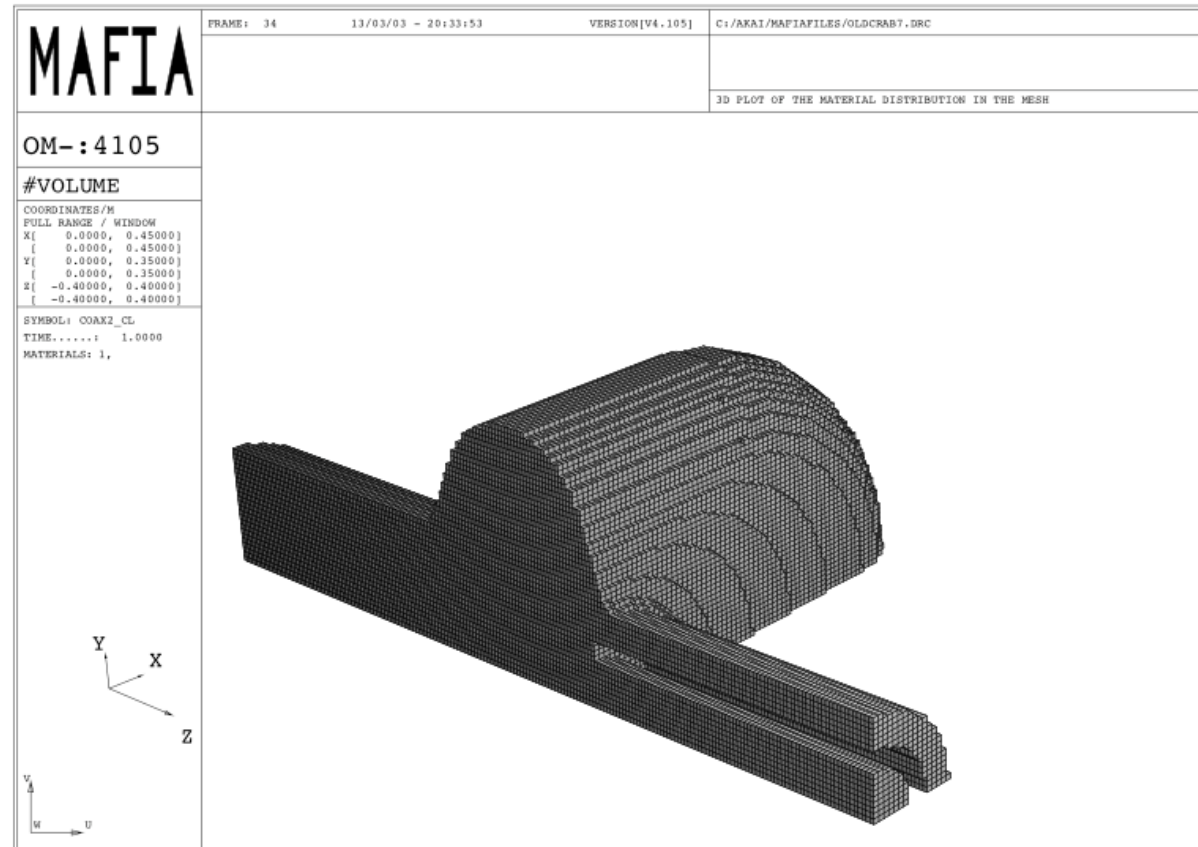 MAFIA
FRAME: 34 13/03/03 - 20:33:53 VERSION[V4.105] C:/AKAI/MAFIAFILES/OLDCRAB7.DRC
3D PLOT OF THE MATERIAL DISTRIBUTION IN THE MESH
OM-:4105
#VOLUME
COORDINATES/M
FULL RANGE / WINDOW
X[ 0.0000, 0.45000]
[ 0.0000, 0.45000]
Y[ 0.0000, 0.35000]
[ 0.0000, 0.35000]
Z[ -0.40000, 0.40000]
[ -0.40000, 0.40000]
SYMBOL: COAX2_CL
TIME......: 1.0000
MATERIALS: 1,
Y
X
Z
V
W
U